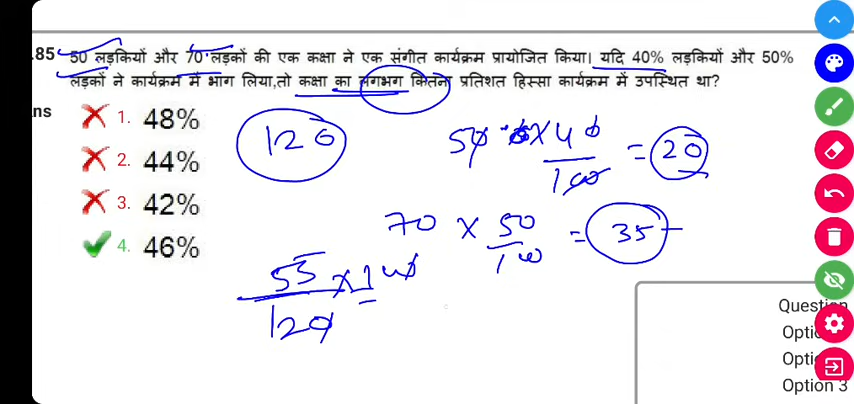 .85 50 लड़कियों और 70 लड़कों की एक कक्षा ने एक संगीत कार्यक्रम प्रायोजित किया। यदि 40% लड़कियों और 50%
लड़कों ने कार्यक्रम में भाग लिया,तो कक्षा का लगभग कितना प्रतिशत हिस्सा कार्यक्रम में उपस्थित था?
ns
1. 48%
2. 44%
3. 42%
4. 46%
120
50 × 40 / 100 = 20
70 × 50 / 100 = 35
55 / 120 × 100
Question
Opti
Opti
Option 3